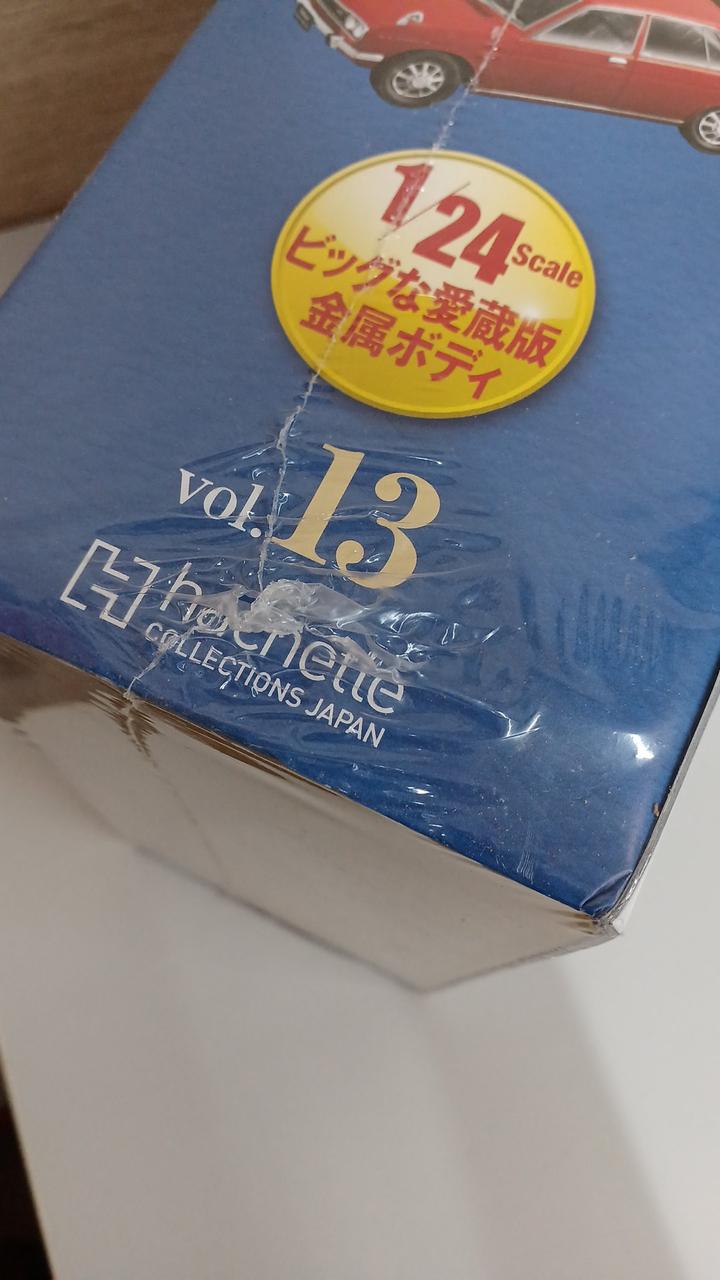 1/24 Scale
ビッグな愛蔵版
金属ボディ
vol. 13
hachette
COLLECTIONS JAPAN